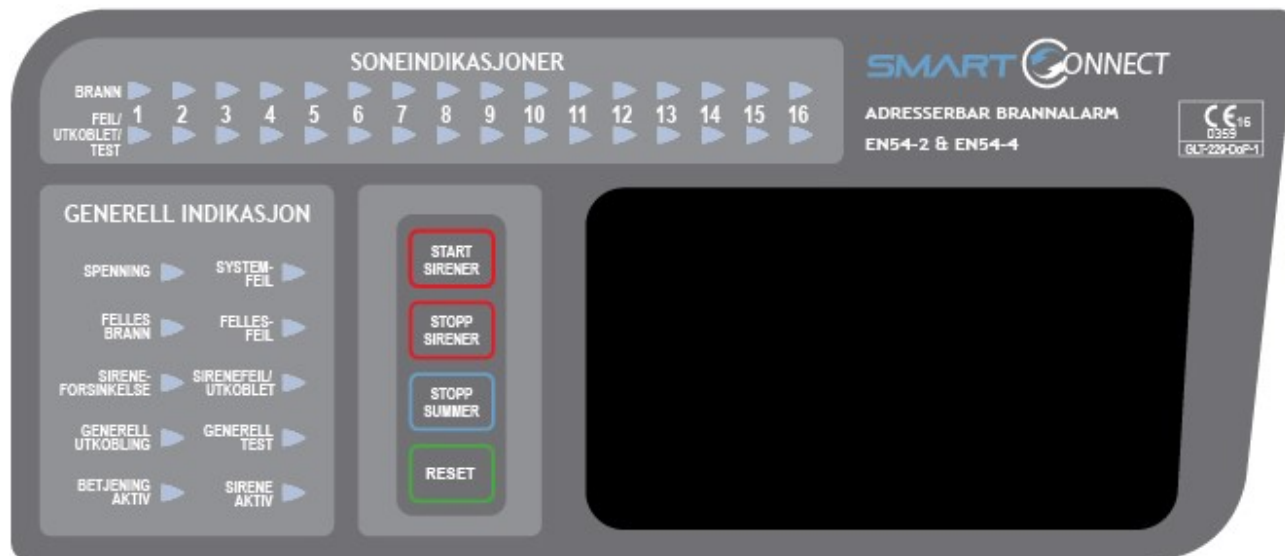 SONEINDIKASJONER
BRANN
1 2 3 4 5 6 7 8 9 10 11 12 13 14 15 16
FEIL/
UTKOBLET/
TEST
SMART CONNECT
ADRESSERBAR BRANNALARM
EN54-2 & EN54-4
CE 16
0359
GLT-229-DoP-1
GENERELL INDIKASJON
SPENNING
SYSTEM-
FEIL
FELLES
BRANN
FELLES-
FEIL
SIRENE-
FORSINKELSE
SIRENEFEIL/
UTKOBLET
GENERELL
UTKOBLING
GENERELL
TEST
BETJENING
AKTIV
SIRENE
AKTIV
START
SIRENER
STOPP
SIRENER
STOPP
SUMMER
RESET